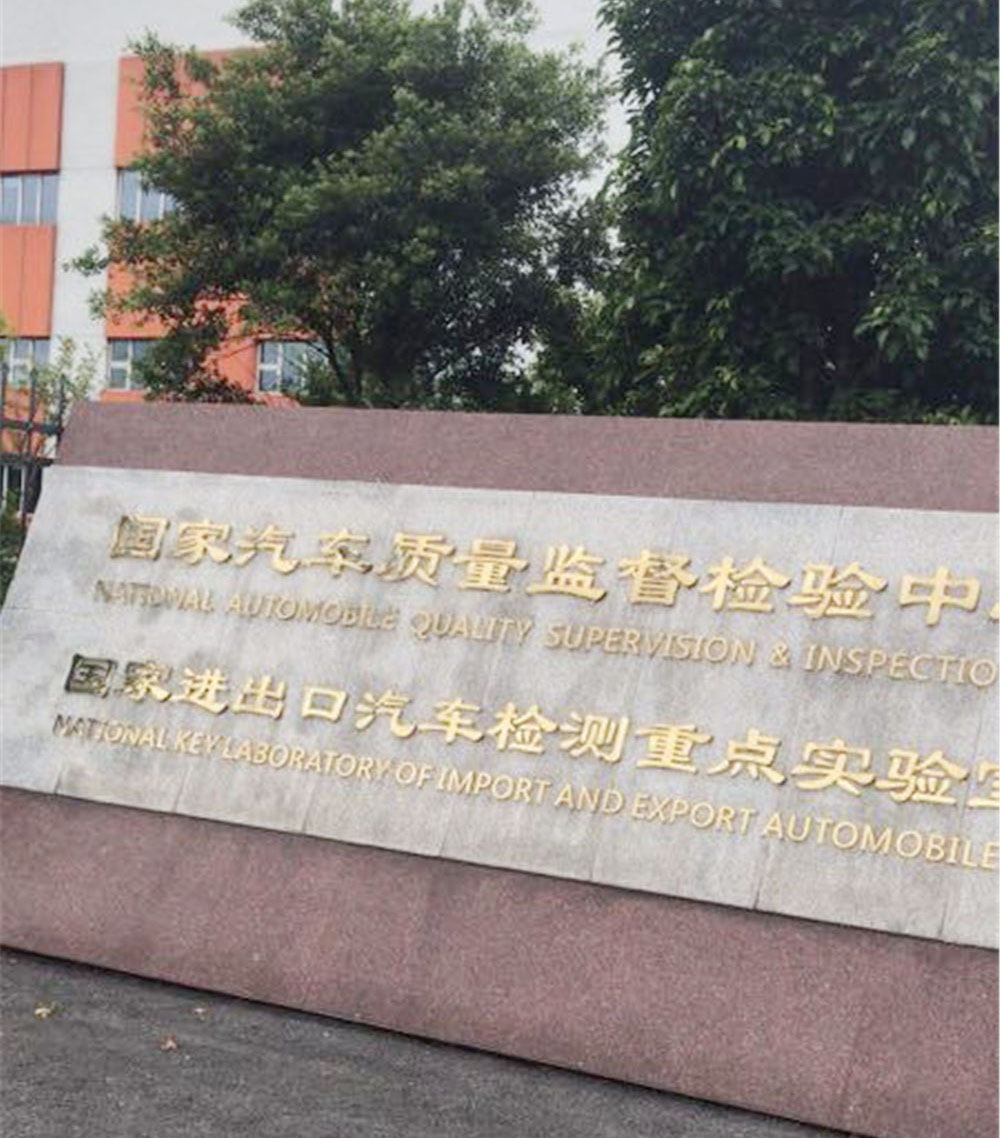 国家汽车质量监督检验中
NATIONAL AUTOMOBILE QUALITY SUPERVISION & INSPECTIO
国家进出口汽车检测重点实验室
NATIONAL KEY LABORATORY OF IMPORT AND EXPORT AUTOMOBILE